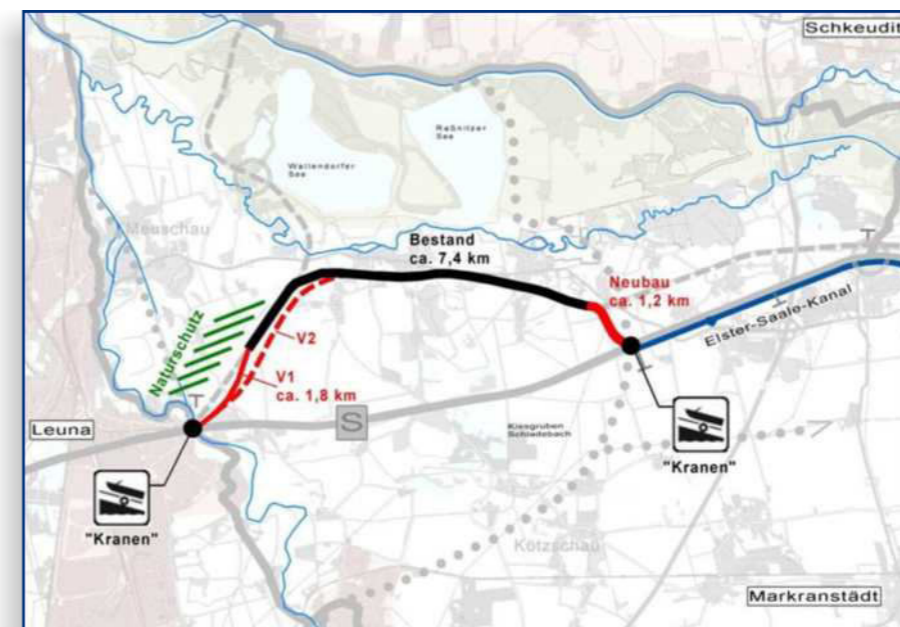 Schkeudit
Raßnitzer
See
Wallendorfer
See
Meuschau
Bestand
ca. 7,4 km
Neubau
ca. 1,2 km
Elster-Saale-Kanal
Naturschutz
V2
V1
ca. 1,8 km
Leuna
S
Kiesgruben
Schladebach
"Kranen"
"Kranen"
Kötzschau
Markranstädt